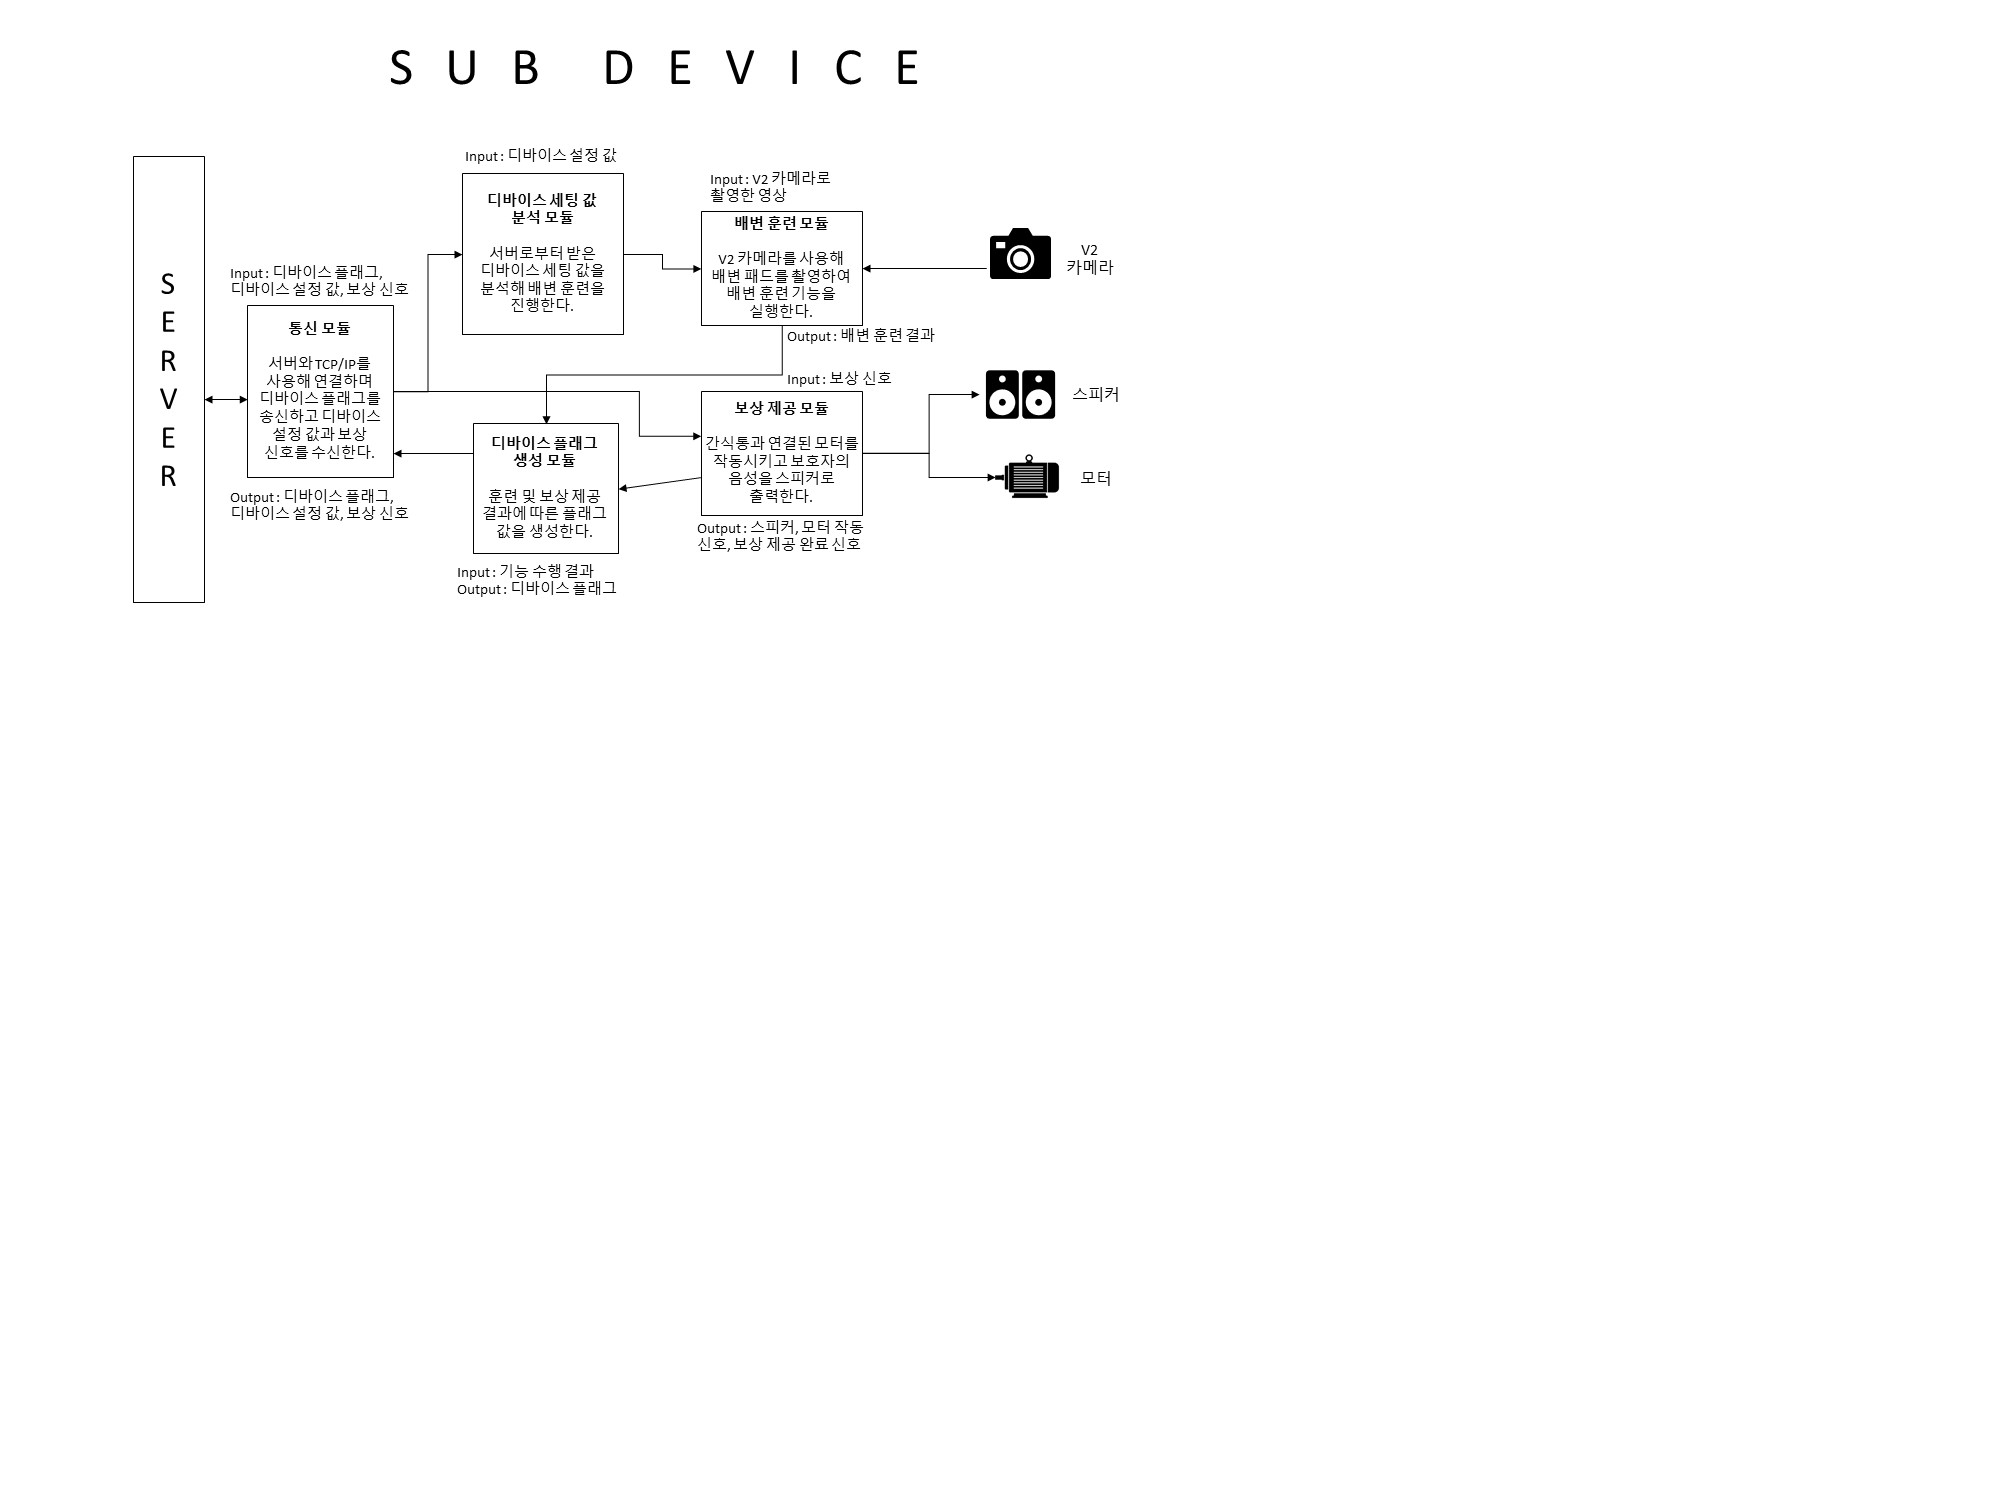 SUB DEVICE
SERVER
Input : 디바이스 플래그,
디바이스 설정 값, 보상 신호
통신 모듈
서버와 TCP/IP를
사용해 연결하며
디바이스 플래그를
송신하고 디바이스
설정 값과 보상
신호를 수신한다.
Output : 디바이스 플래그,
디바이스 설정 값, 보상 신호
Input : 디바이스 설정 값
디바이스 세팅 값
분석 모듈
서버로부터 받은
디바이스 세팅 값을
분석해 배변 훈련을
진행한다.
Input : V2 카메라로
촬영한 영상
배변 훈련 모듈
V2 카메라를 사용해
배변 패드를 촬영하여
배변 훈련 기능을
실행한다.
Output : 배변 훈련 결과
V2
카메라
디바이스 플래그
생성 모듈
훈련 및 보상 제공
결과에 따른 플래그
값을 생성한다.
Input : 기능 수행 결과
Output : 디바이스 플래그
Input : 보상 신호
보상 제공 모듈
간식통과 연결된 모터를
작동시키고 보호자의
음성을 스피커로
출력한다.
Output : 스피커, 모터 작동
신호, 보상 제공 완료 신호
스피커
모터